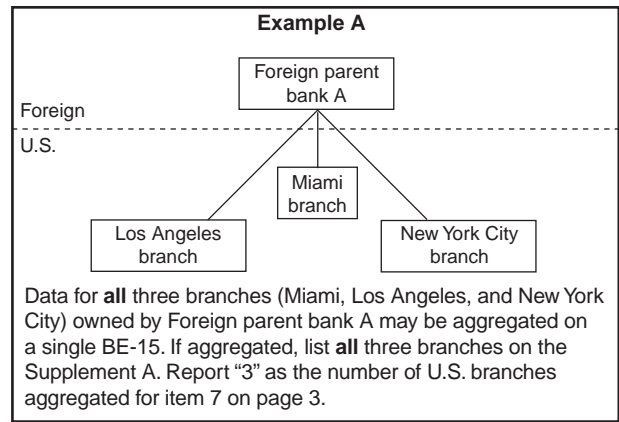 Example A
Foreign parent
bank A
Foreign
U.S.
Miami
branch
Los Angeles
branch
New York City
branch
Data for all three branches (Miami, Los Angeles, and New York
City) owned by Foreign parent bank A may be aggregated on
a single BE-15. If aggregated, list all three branches on the
Supplement A. Report “3” as the number of U.S. branches
aggregated for item 7 on page 3.